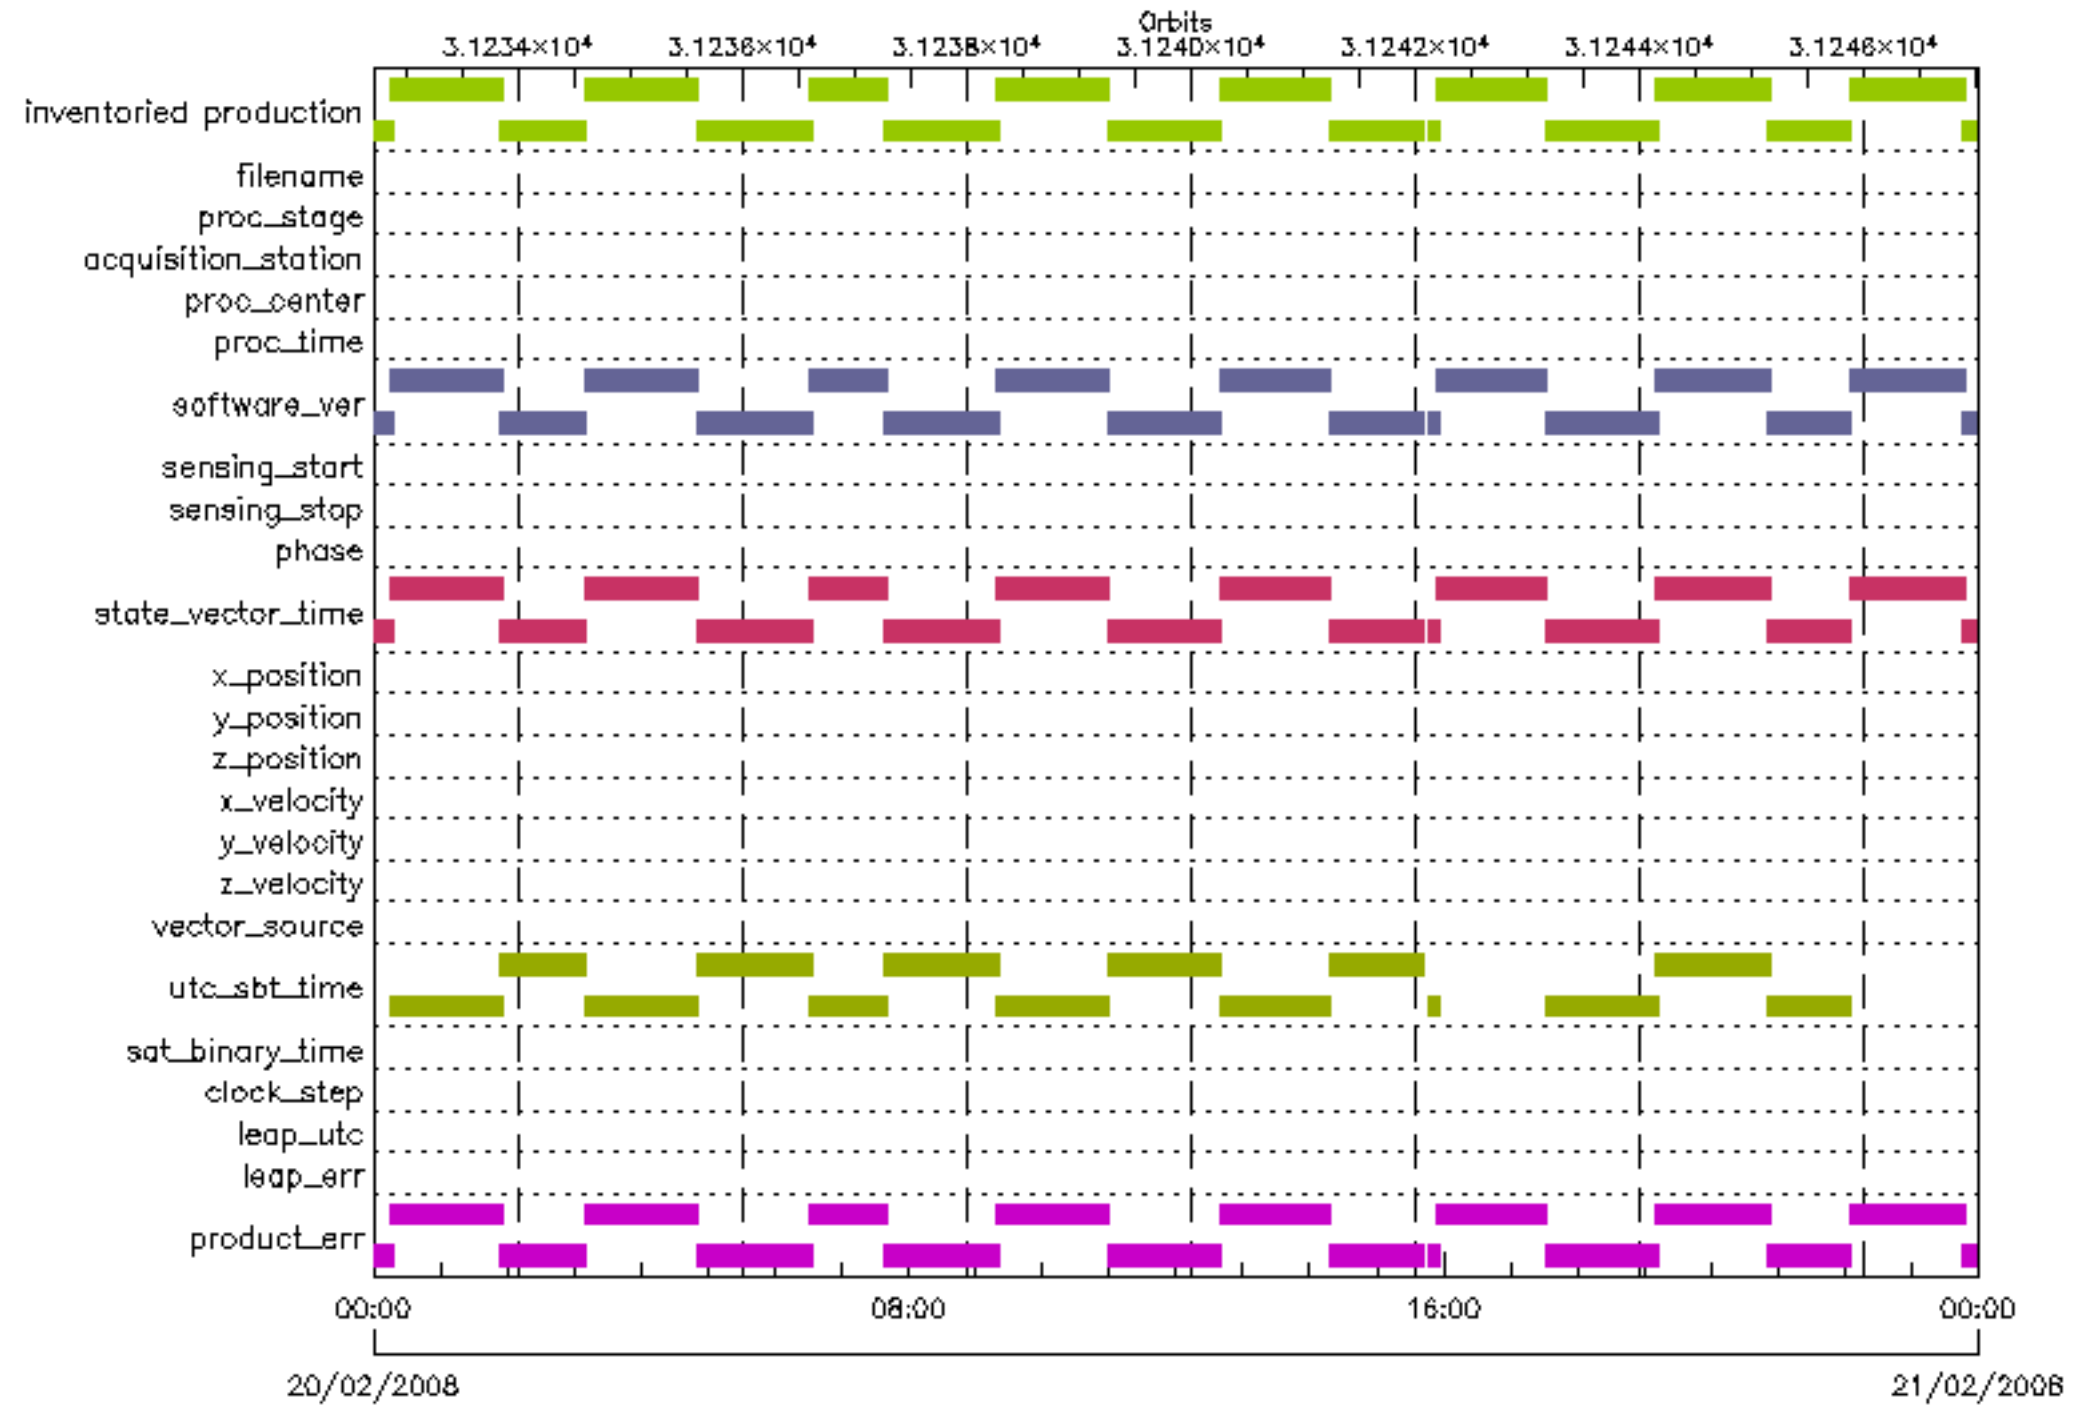 Orbits
3.1234×10⁴ 3.1236×10⁴ 3.1238×10⁴ 3.1240×10⁴ 3.1242×10⁴ 3.1244×10⁴ 3.1246×10⁴
inventoried production
filename
proc_stage
acquisition_station
proc_center
proc_time
software_ver
sensing_start
sensing_stop
phase
state_vector_time
x_position
y_position
z_position
x_velocity
y_velocity
z_velocity
vector_source
utc_sbt_time
sat_binary_time
clock_step
leap_utc
leap_err
product_err
00:00 08:00 16:00 00:00
20/02/2008 21/02/2008